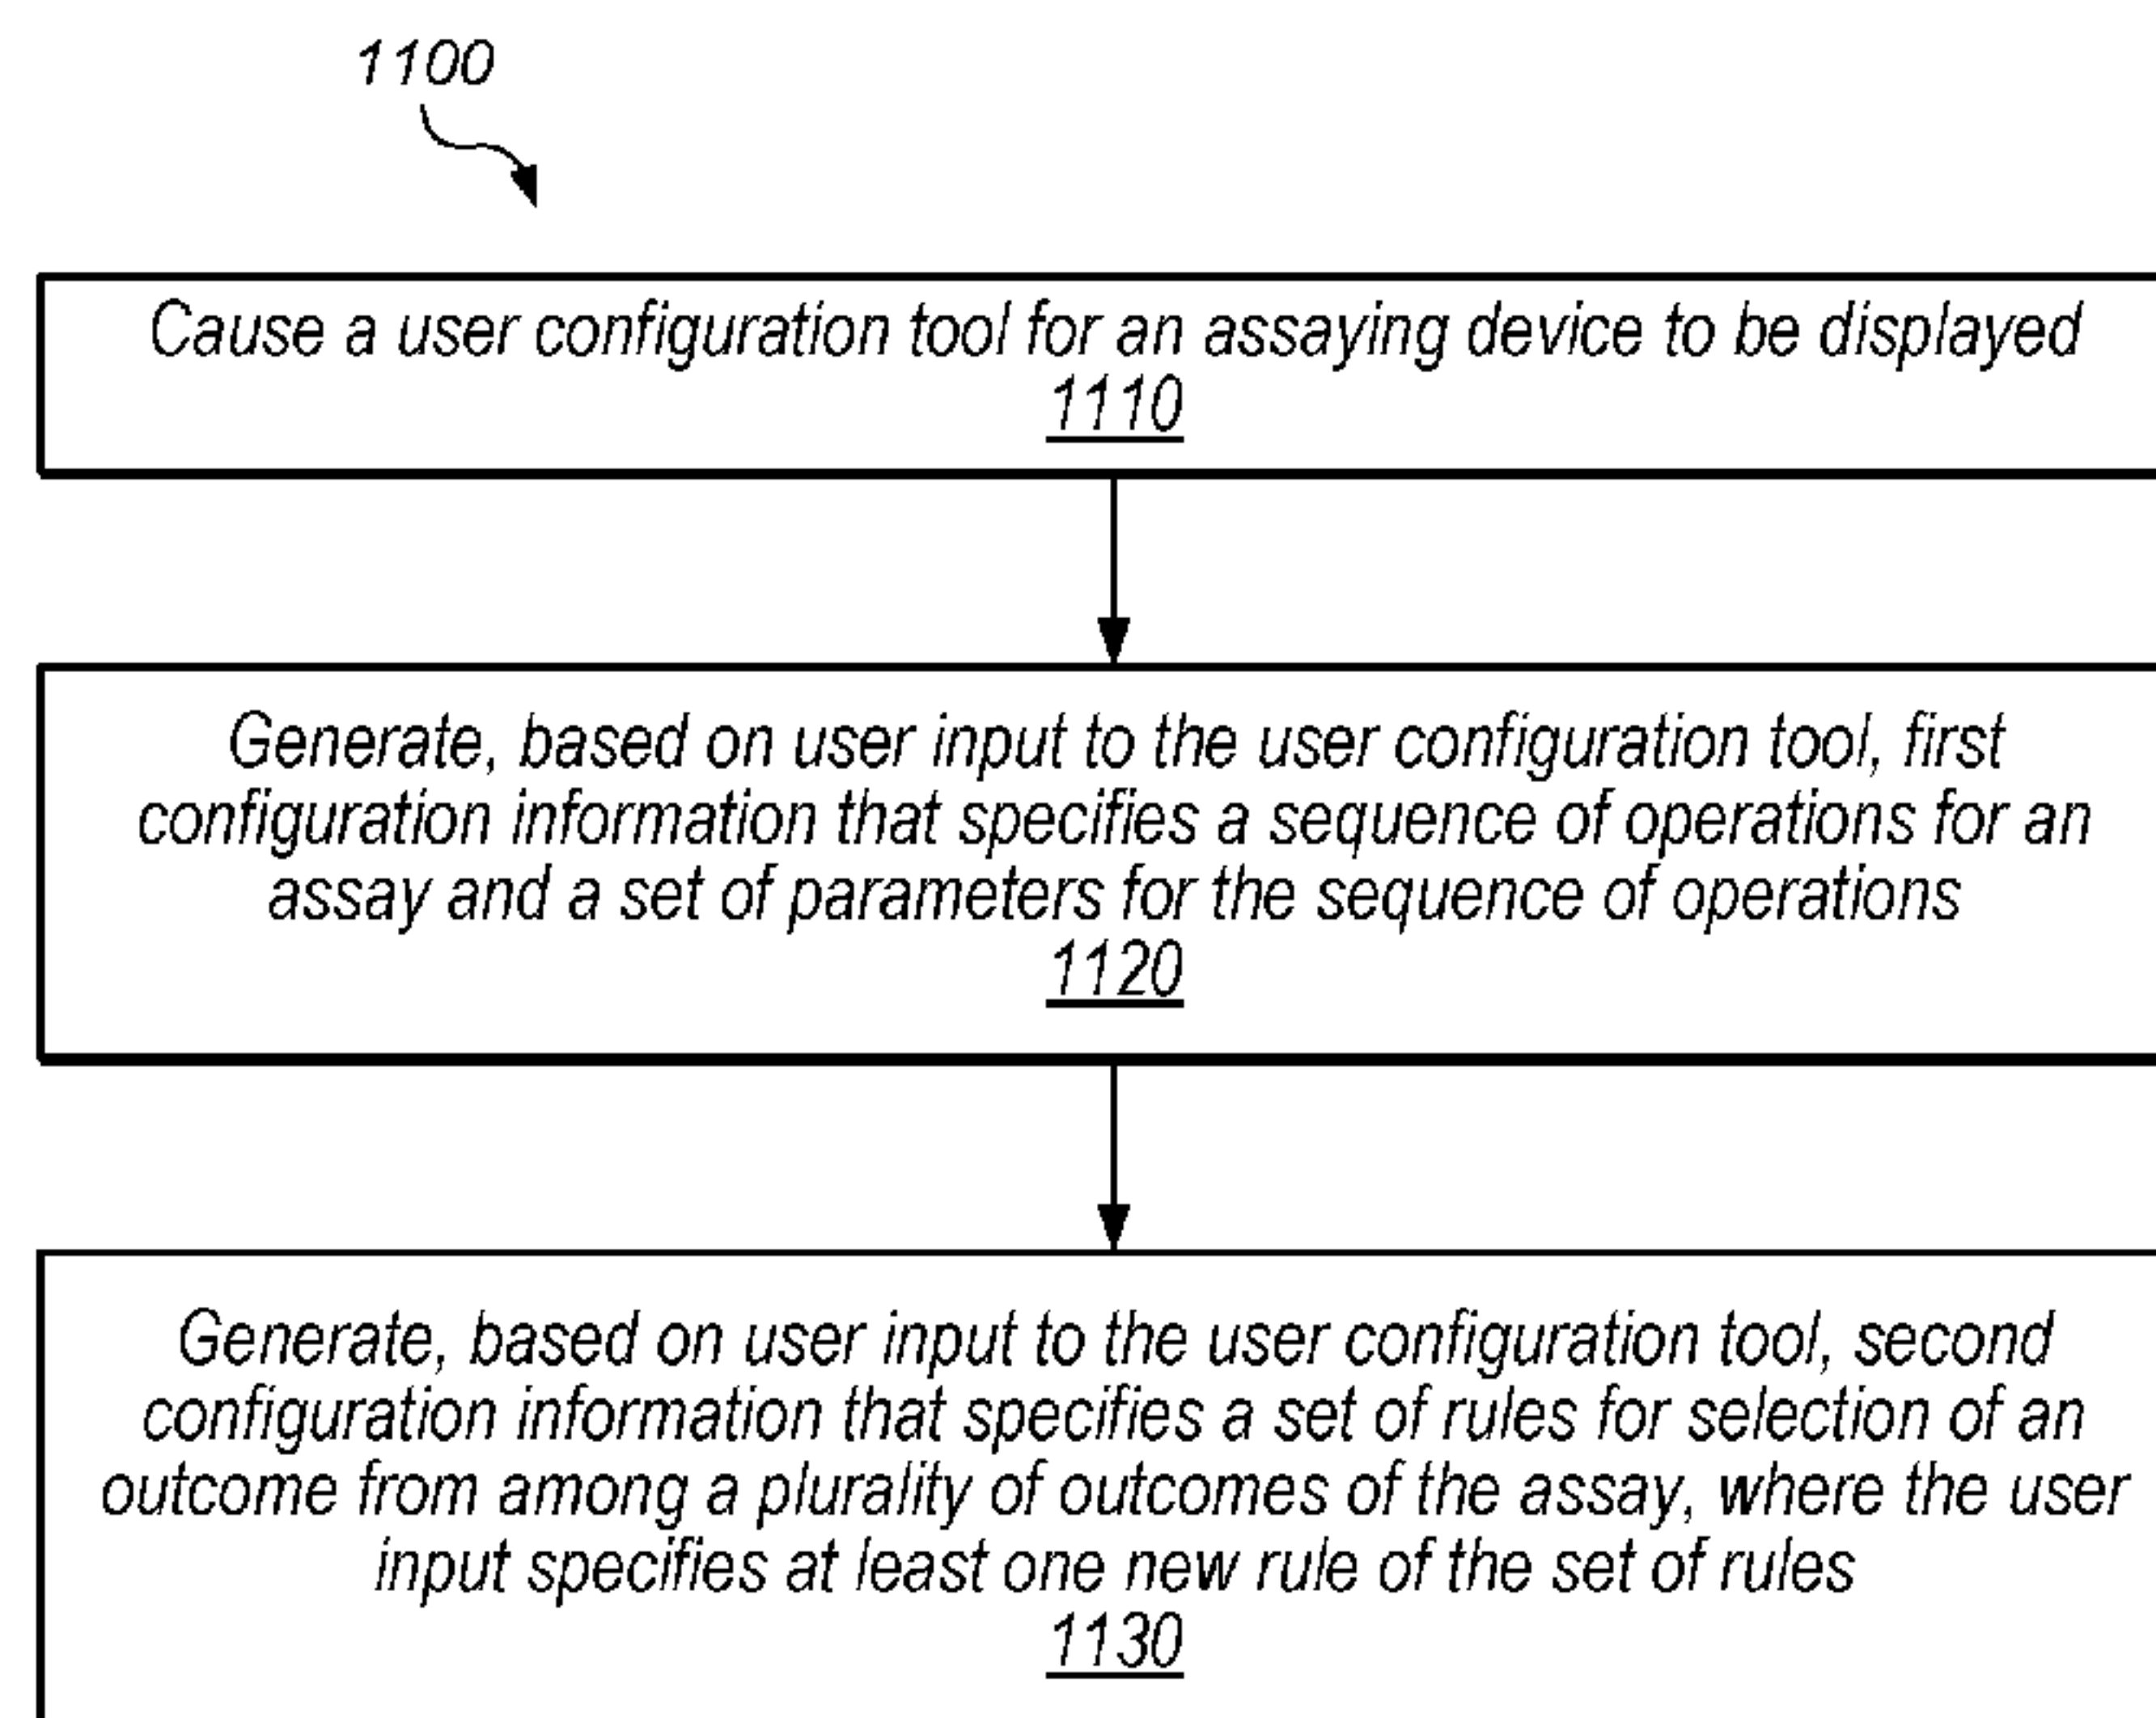 1100
Cause a user configuration tool for an assaying device to be displayed
1110
Generate, based on user input to the user configuration tool, first
configuration information that specifies a sequence of operations for an
assay and a set of parameters for the sequence of operations
1120
Generate, based on user input to the user configuration tool, second
configuration information that specifies a set of rules for selection of an
outcome from among a plurality of outcomes of the assay, where the user
input specifies at least one new rule of the set of rules
1130